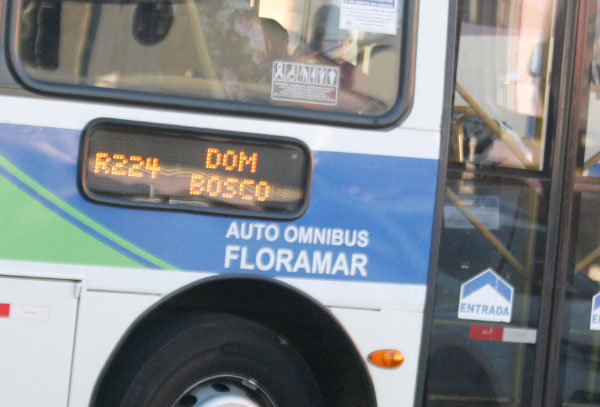 R224 DOM
BOSCO
AUTO OMNIBUS
FLORAMAR
ENTRADA